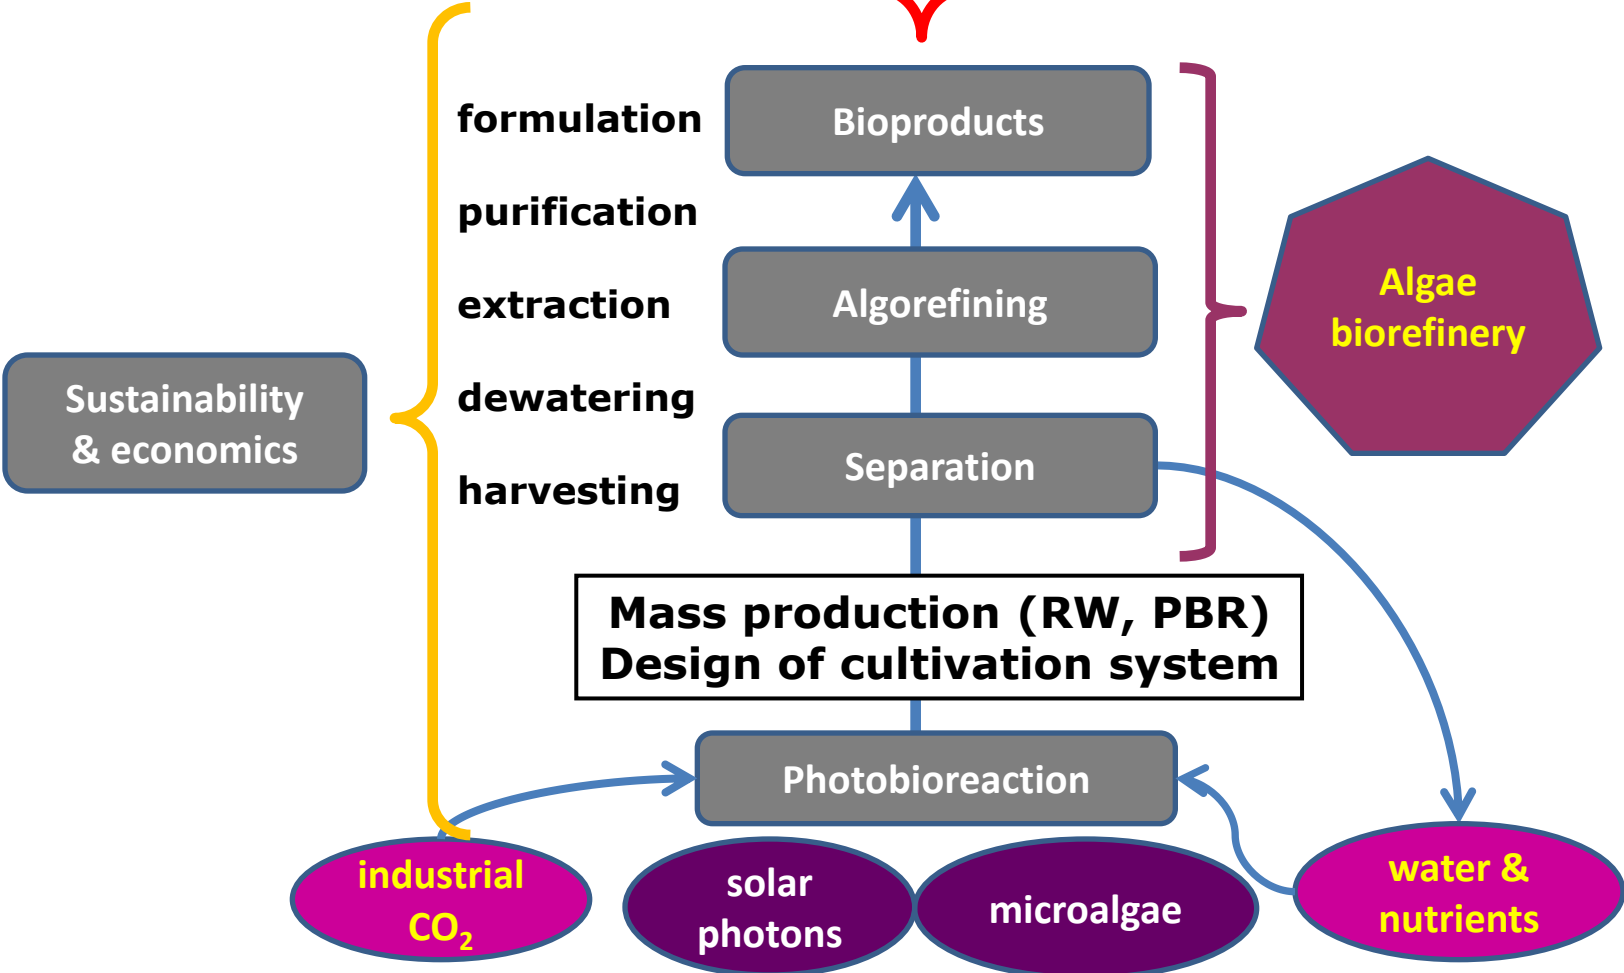 formulation
Bioproducts
purification
extraction
Algorefining
Algae
biorefinery
Sustainability
& economics
dewatering
Separation
harvesting
Mass production (RW, PBR)
Design of cultivation system
Photobioreaction
industrial
CO₂
solar
photons
microalgae
water &
nutrients